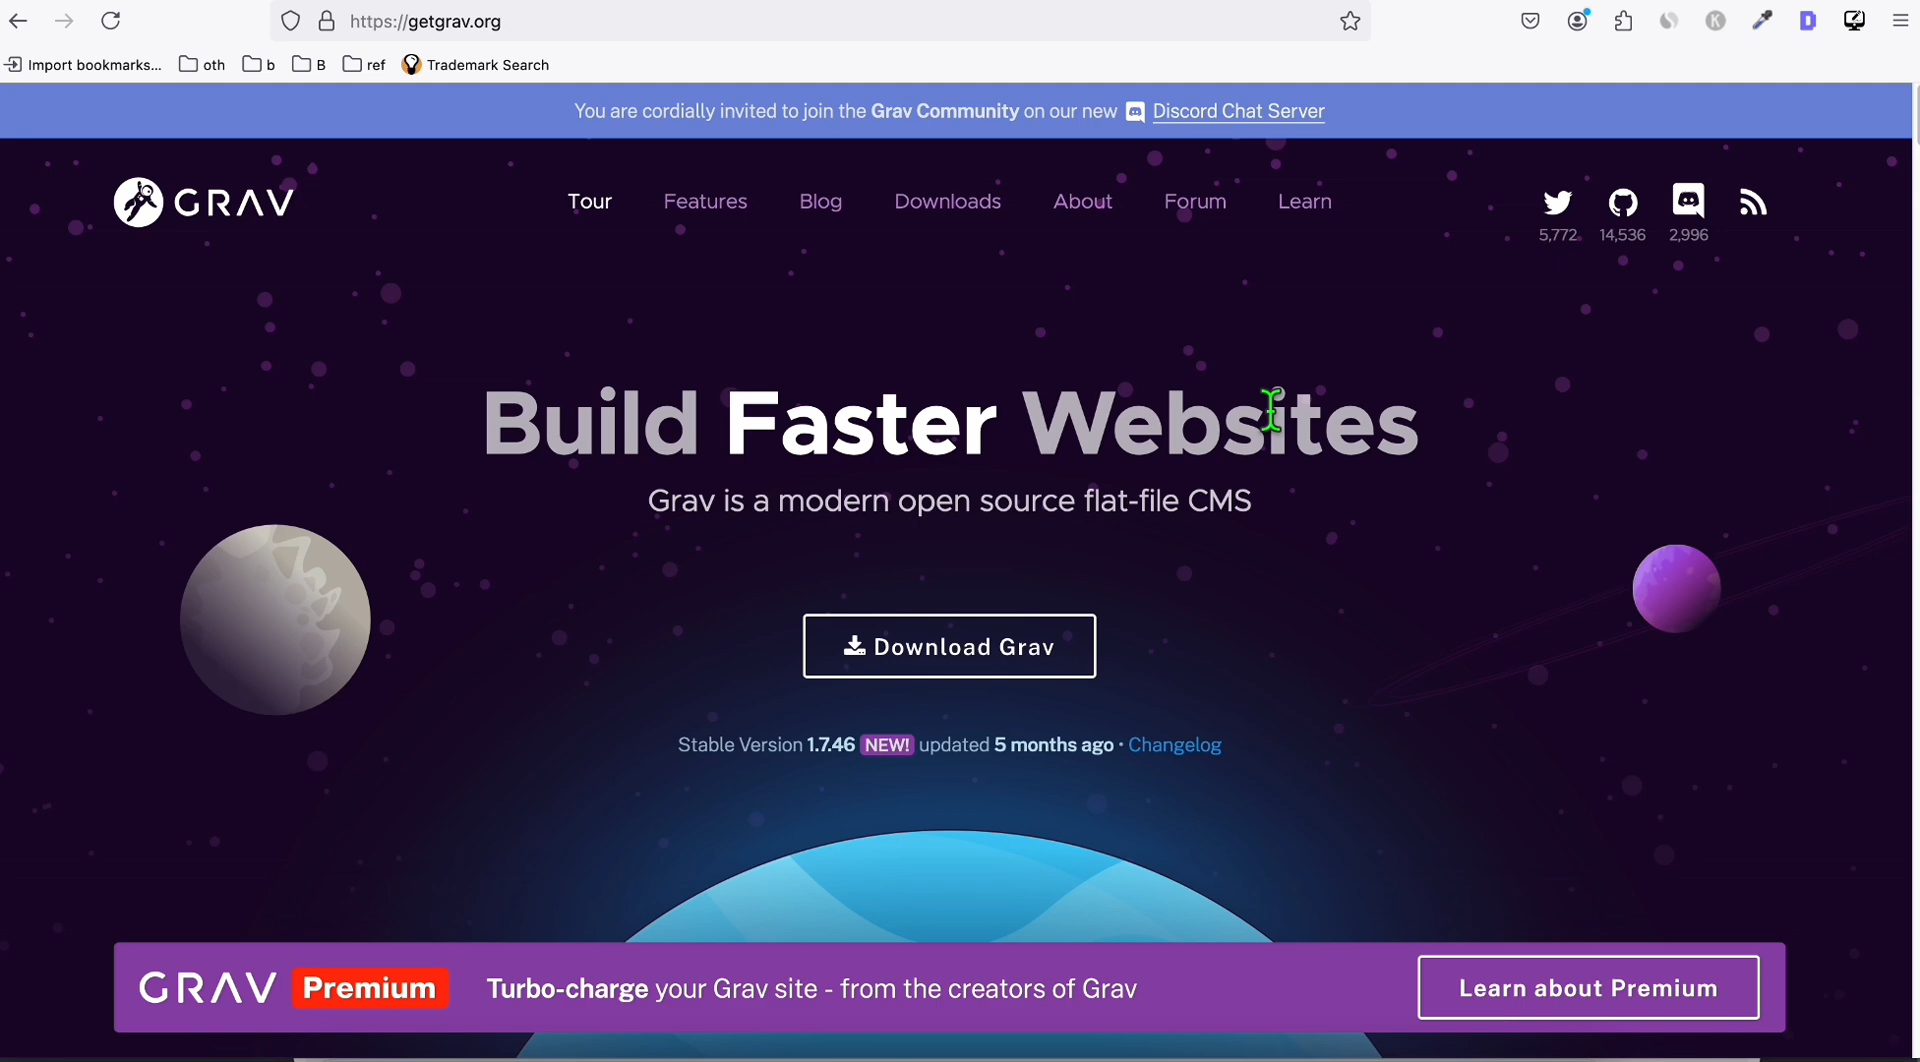 https://getgrav.org
Import bookmarks... oth b B ref Trademark Search
You are cordially invited to join the Grav Community on our new Discord Chat Server
GRAV Tour Features Blog Downloads About Forum Learn
5,772 14,536 2,996
Build Faster Websites
Grav is a modern open source flat-file CMS
Download Grav
Stable Version 1.7.46 NEW! updated 5 months ago · Changelog
GRAV Premium Turbo-charge your Grav site - from the creators of Grav Learn about Premium